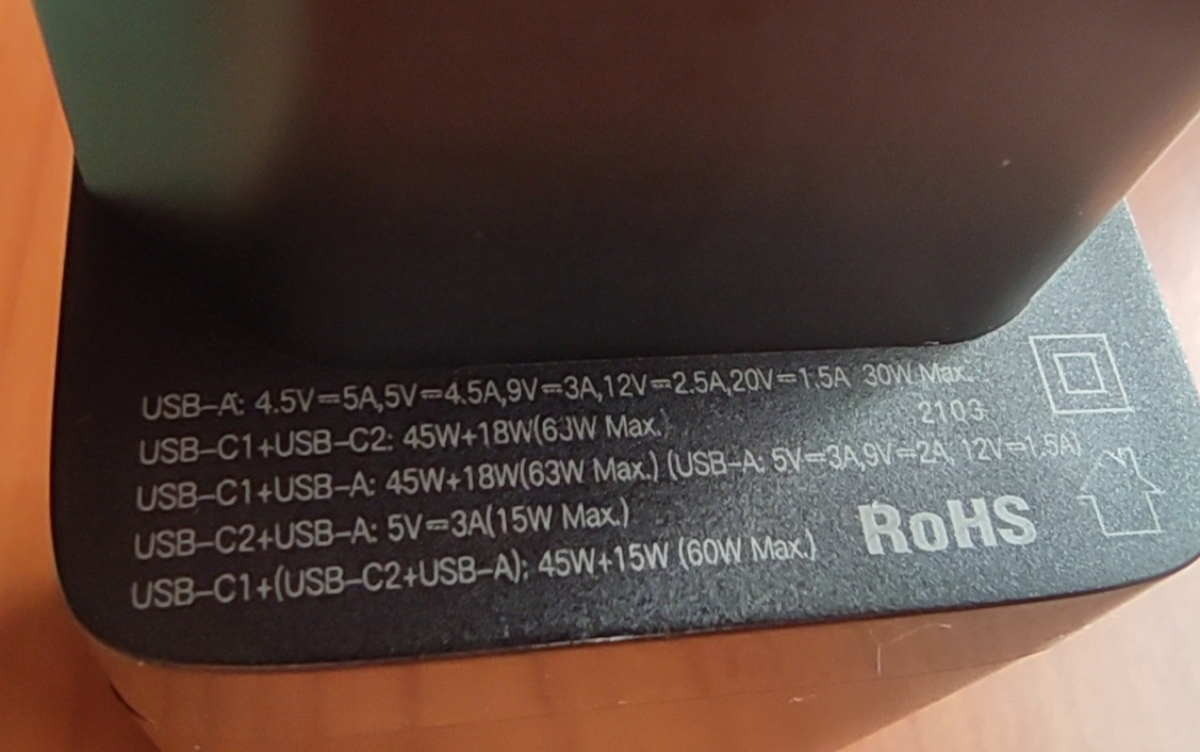 USB-A: 4.5V⎓5A,5V⎓4.5A,9V⎓3A,12V⎓2.5A,20V⎓1.5A 30W Max.
2103
USB-C1+USB-C2: 45W+18W(63W Max.)
USB-C1+USB-A: 45W+18W(63W Max.) (USB-A: 5V⎓3A,9V⎓2A, 12V⎓1.5A)
USB-C2+USB-A: 5V⎓3A(15W Max.)
RoHS
USB-C1+(USB-C2+USB-A): 45W+15W (60W Max.)